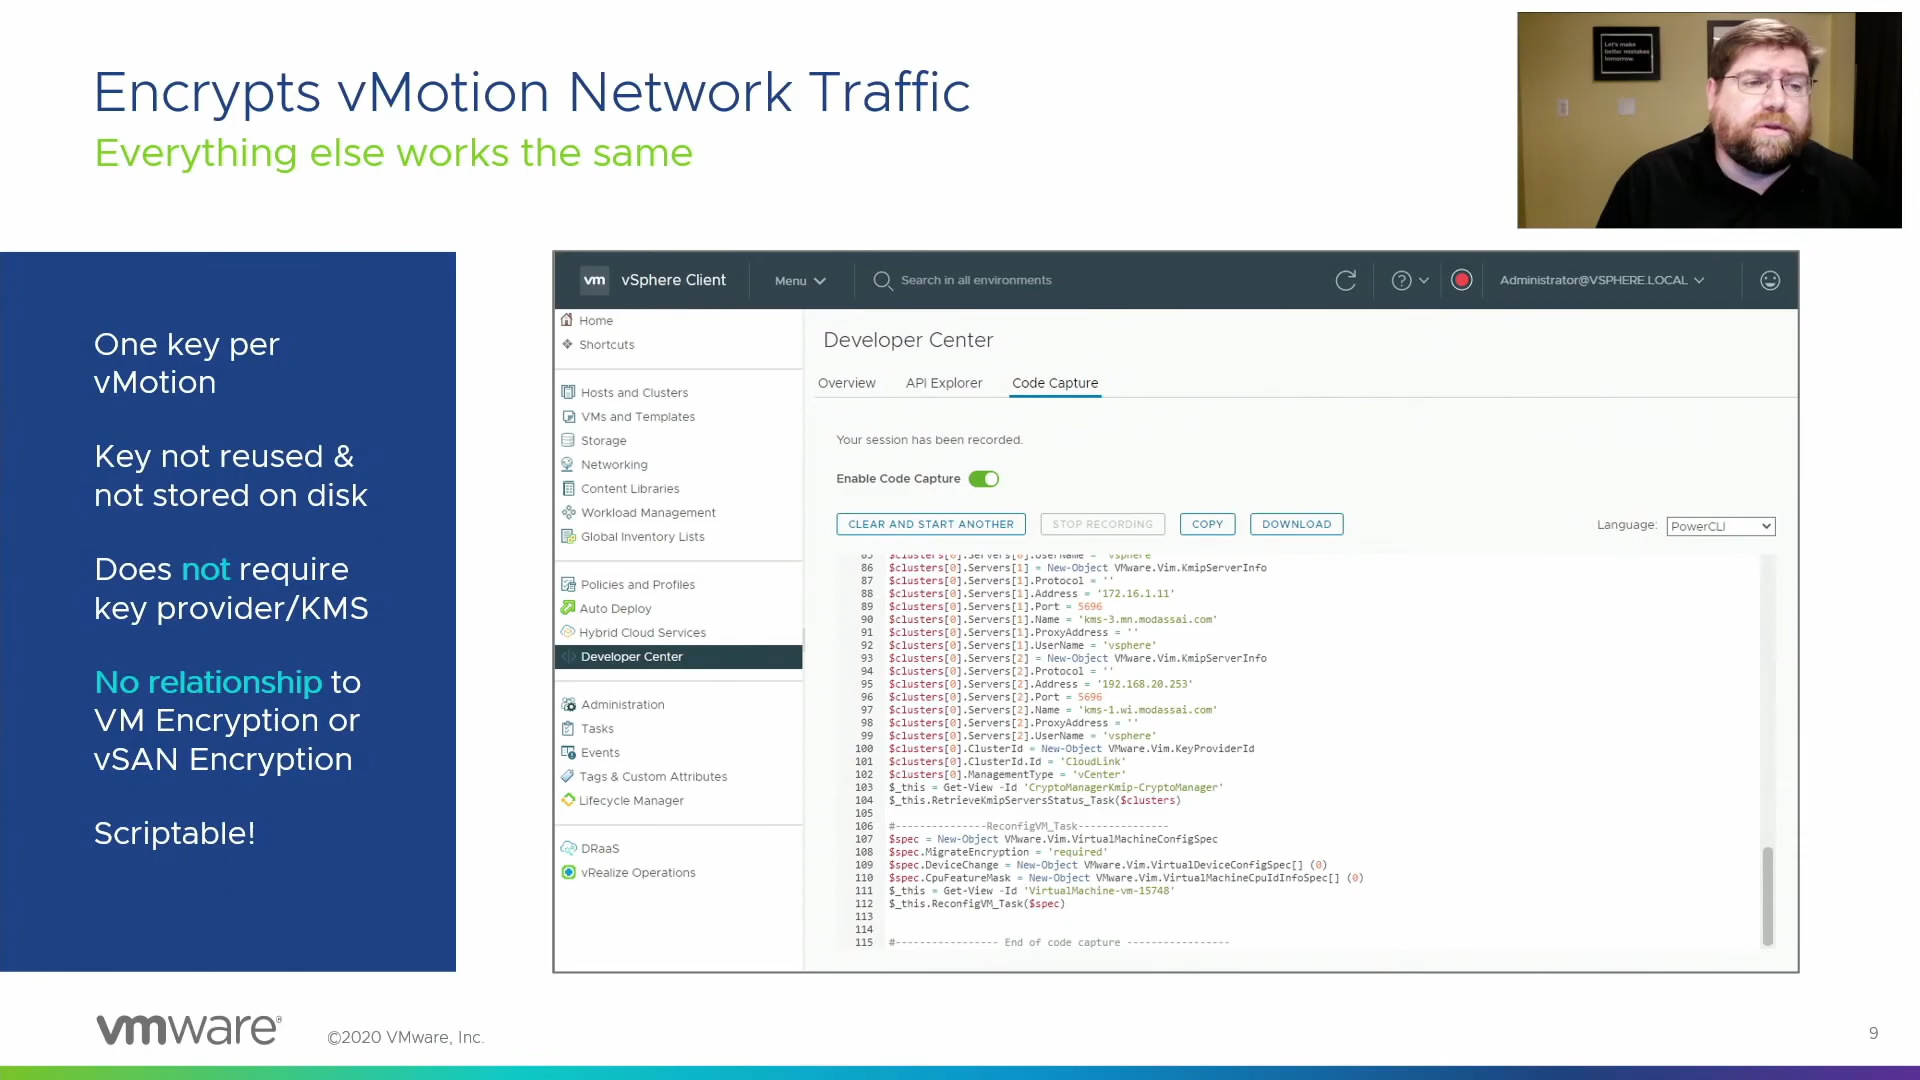 Encrypts vMotion Network Traffic
Everything else works the same
Let's make
better mistakes
tomorrow.
One key per
vMotion
Key not reused &
not stored on disk
Does not require
key provider/KMS
No relationship to
VM Encryption or
vSAN Encryption
Scriptable!
vm vSphere Client Menu Search in all environments Administrator@VSPHERE.LOCAL
Home
Shortcuts
Hosts and Clusters
VMs and Templates
Storage
Networking
Content Libraries
Workload Management
Global Inventory Lists
Policies and Profiles
Auto Deploy
Hybrid Cloud Services
Developer Center
Administration
Tasks
Events
Tags & Custom Attributes
Lifecycle Manager
DRaaS
vRealize Operations
Developer Center
Overview API Explorer Code Capture
Your session has been recorded.
Enable Code Capture
CLEAR AND START ANOTHER STOP RECORDING COPY DOWNLOAD Language: PowerCLI
85 $clusters[0].Servers[0].UserName = 'vsphere'
86 $clusters[0].Servers[1] = New-Object VMware.Vim.KmipServerInfo
87 $clusters[0].Servers[1].Protocol = ''
88 $clusters[0].Servers[1].Address = '172.16.1.11'
89 $clusters[0].Servers[1].Port = 5696
90 $clusters[0].Servers[1].Name = 'kms-3.mn.modassai.com'
91 $clusters[0].Servers[1].ProxyAddress = ''
92 $clusters[0].Servers[1].UserName = 'vsphere'
93 $clusters[0].Servers[2] = New-Object VMware.Vim.KmipServerInfo
94 $clusters[0].Servers[2].Protocol = ''
95 $clusters[0].Servers[2].Address = '192.168.20.253'
96 $clusters[0].Servers[2].Port = 5696
97 $clusters[0].Servers[2].Name = 'kms-1.wi.modassai.com'
98 $clusters[0].Servers[2].ProxyAddress = ''
99 $clusters[0].Servers[2].UserName = 'vsphere'
100 $clusters[0].ClusterId = New-Object VMware.Vim.KeyProviderId
101 $clusters[0].ClusterId.Id = 'CloudLink'
102 $clusters[0].ManagementType = 'vCenter'
103 $_this = Get-View -Id 'CryptoManagerKmip-CryptoManager'
104 $_this.RetrieveKmipServersStatus_Task($clusters)
105
106 #---------------ReconfigVM_Task---------------
107 $spec = New-Object VMware.Vim.VirtualMachineConfigSpec
108 $spec.MigrateEncryption = 'required'
109 $spec.DeviceChange = New-Object VMware.Vim.VirtualDeviceConfigSpec[] (0)
110 $spec.CpuFeatureMask = New-Object VMware.Vim.VirtualMachineCpuIdInfoSpec[] (0)
111 $_this = Get-View -Id 'VirtualMachine-vm-15748'
112 $_this.ReconfigVM_Task($spec)
113
114
115 #----------------- End of code capture -----------------
vmware® ©2020 VMware, Inc.
9